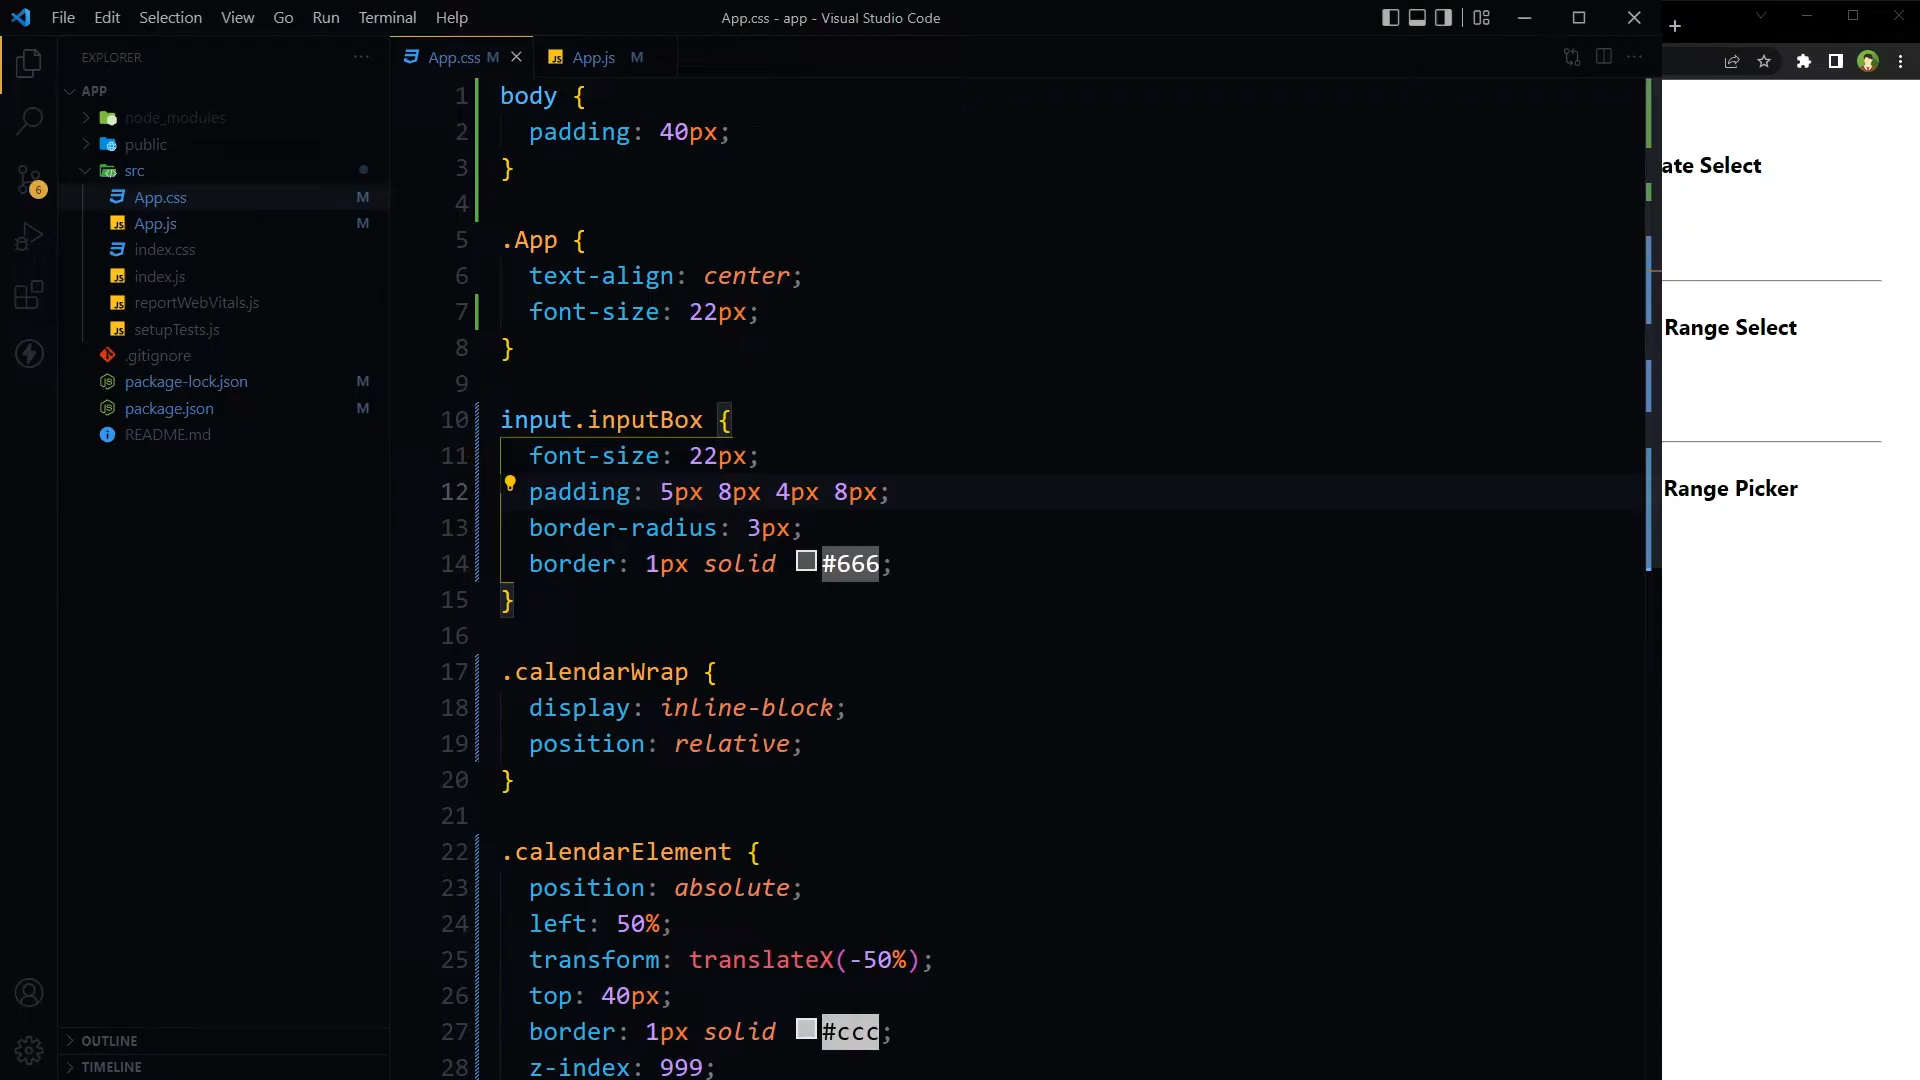 File Edit Selection View Go Run Terminal Help
App.css - app - Visual Studio Code
EXPLORER
APP
node_modules
public
src
App.css M
App.js M
index.css
index.js
reportWebVitals.js
setupTests.js
.gitignore
package-lock.json M
package.json M
README.md
6
OUTLINE
TIMELINE
App.css M
App.js M
1 body {
2 padding: 40px;
3 }
4
5 .App {
6 text-align: center;
7 font-size: 22px;
8 }
9
10 input.inputBox {
11 font-size: 22px;
12 padding: 5px 8px 4px 8px;
13 border-radius: 3px;
14 border: 1px solid #666;
15 }
16
17 .calendarWrap {
18 display: inline-block;
19 position: relative;
20 }
21
22 .calendarElement {
23 position: absolute;
24 left: 50%;
25 transform: translateX(-50%);
26 top: 40px;
27 border: 1px solid #ccc;
28 z-index: 999;
ate Select
Range Select
Range Picker